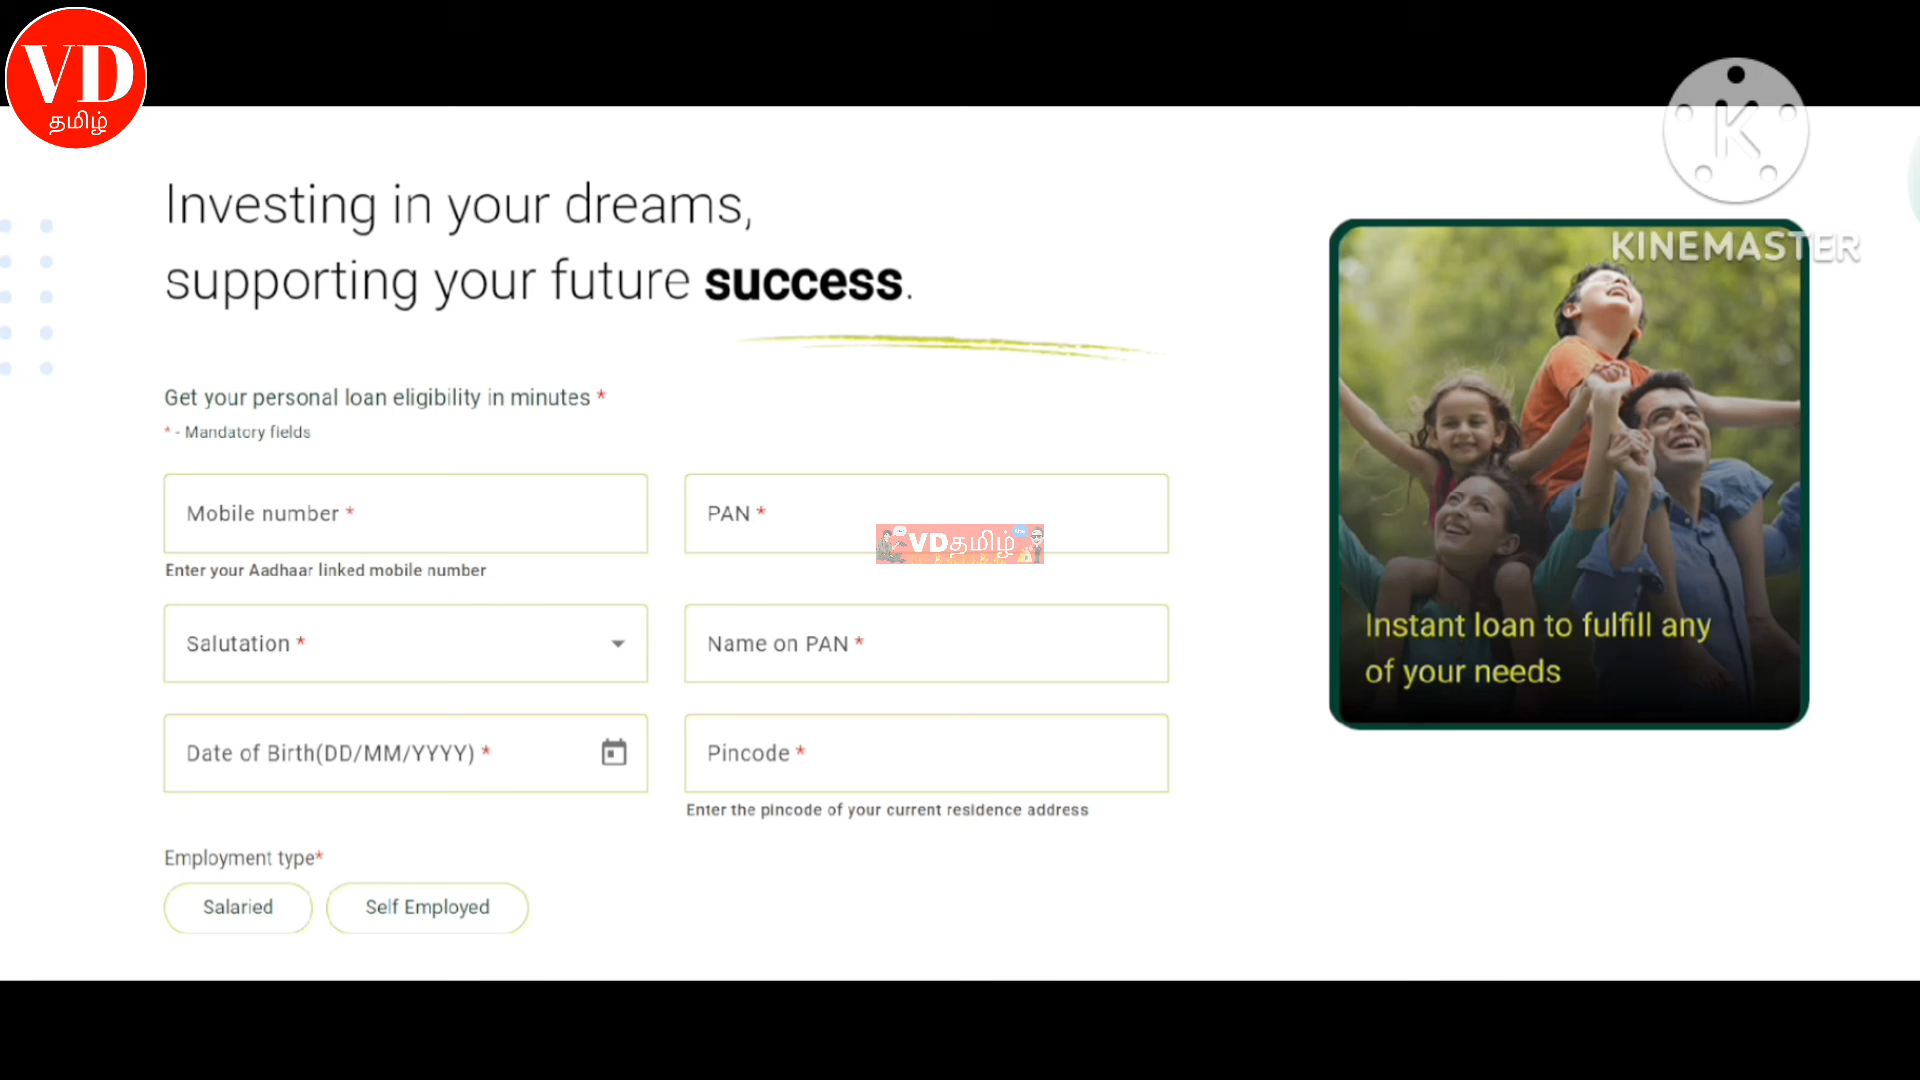 VD
தமிழ்
K
KINEMASTER
Investing in your dreams,
supporting your future success.
Get your personal loan eligibility in minutes *
* - Mandatory fields
Mobile number *
PAN *
VDதமிழ்
Enter your Aadhaar linked mobile number
Salutation *
Name on PAN *
Date of Birth(DD/MM/YYYY) *
Pincode *
Enter the pincode of your current residence address
Employment type*
Salaried
Self Employed
Instant loan to fulfill any
of your needs